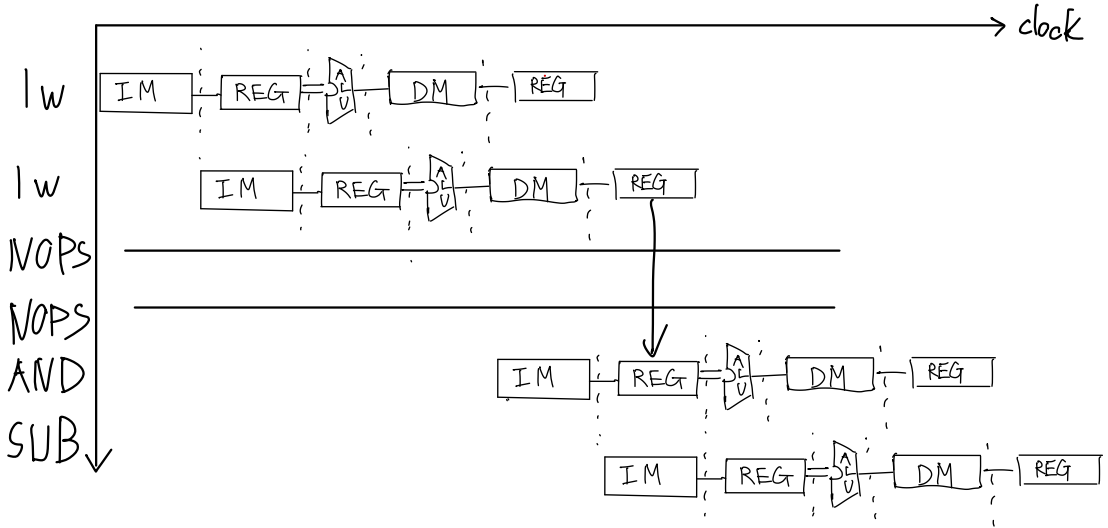 clock
lw IM REG ALU DM REG
lw IM REG ALU DM REG
NOPS
NOPS
AND IM REG ALU DM REG
SUB IM REG ALU DM REG